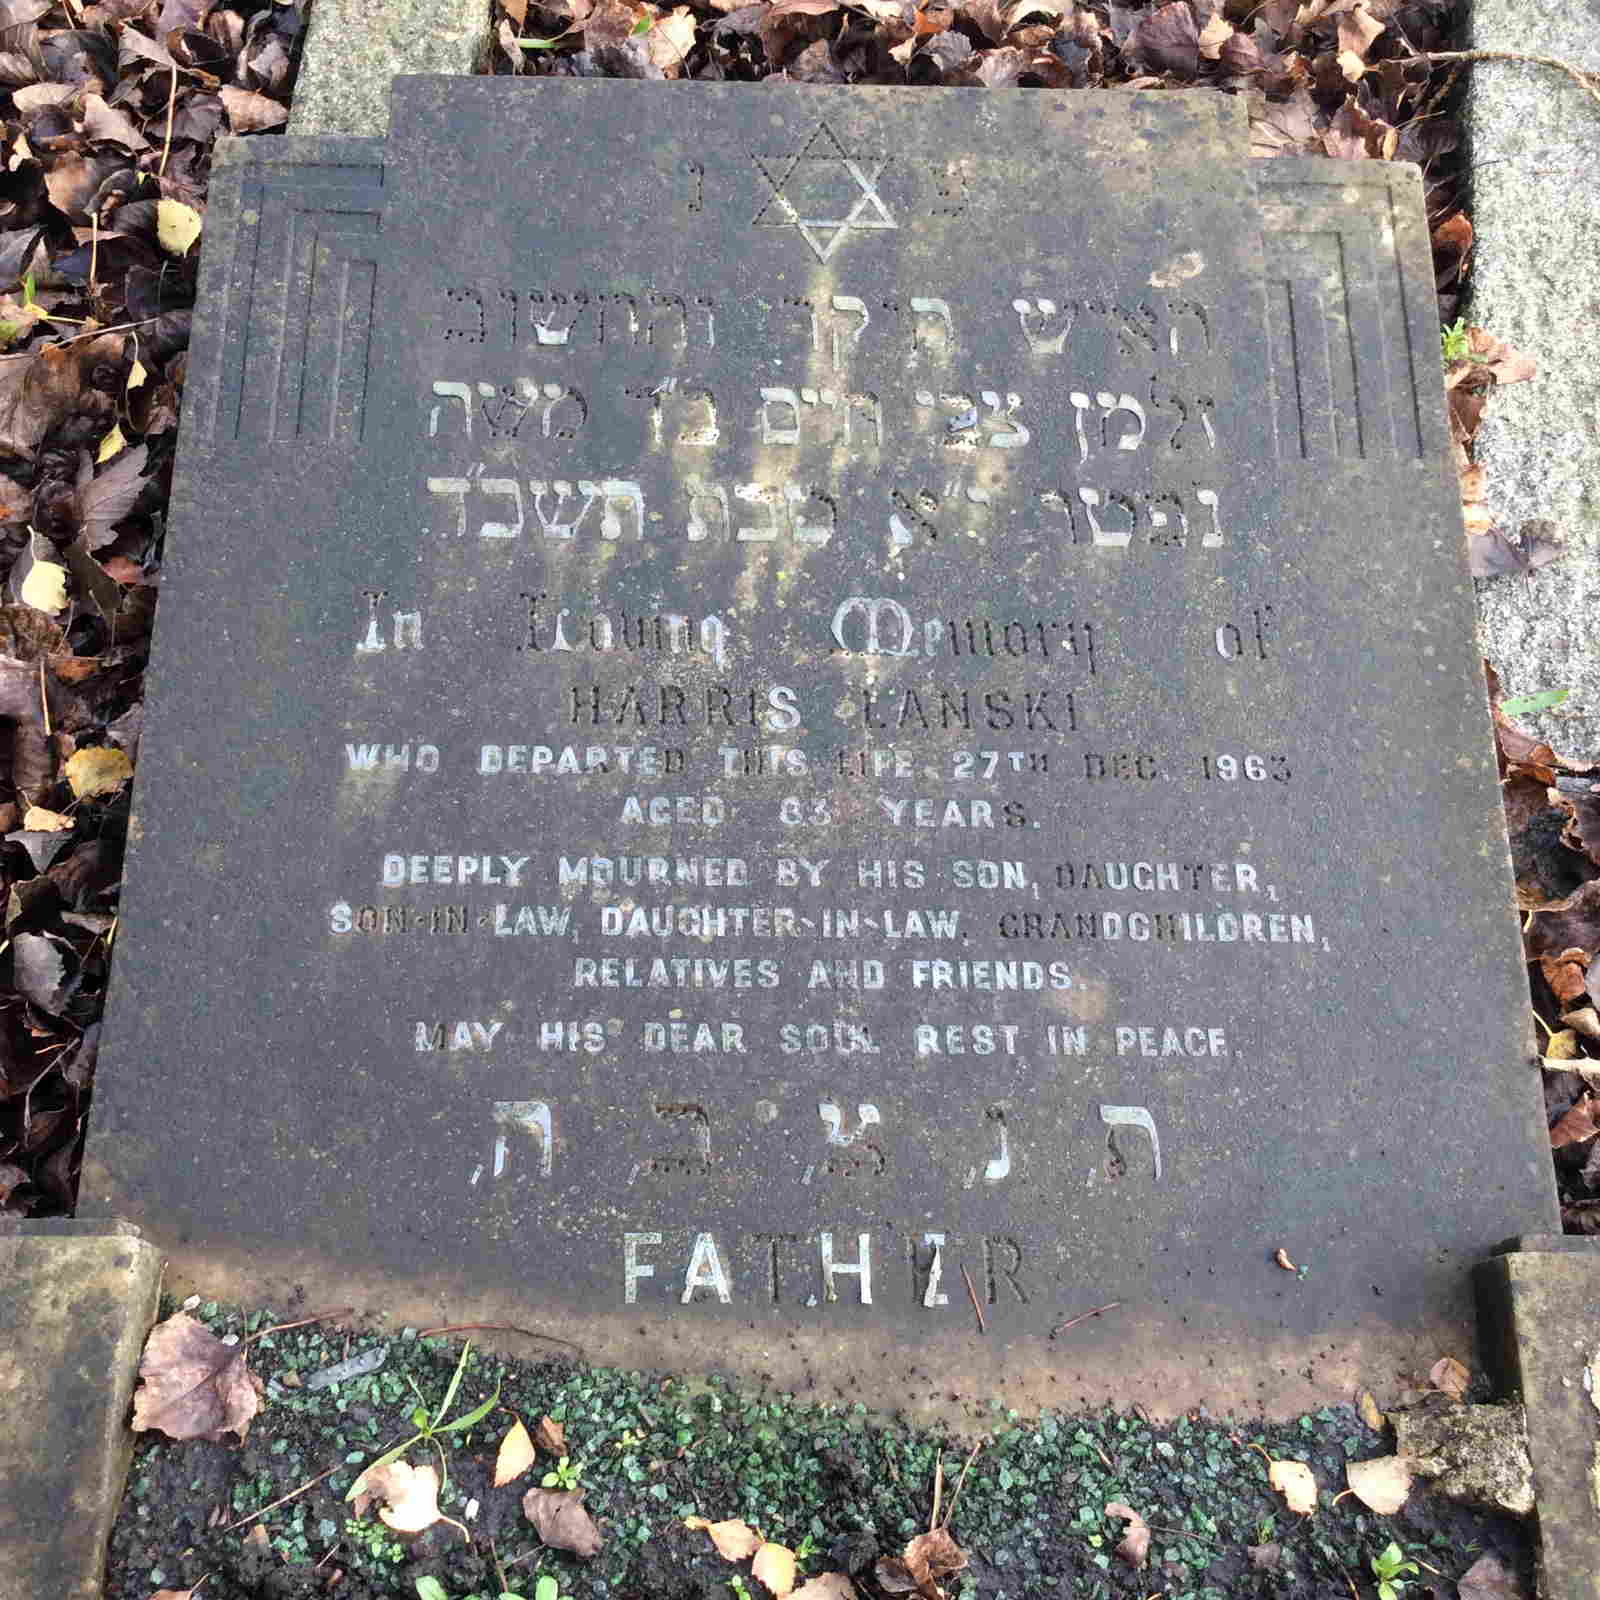 פ נ
האיש היקר והחשוב
זלמן צבי חיים ב״ר משה
נפטר י״א טבת תשכ״ד
In Loving Memory of
HARRIS LANSKI
WHO DEPARTED THIS LIFE 27TH DEC. 1963
AGED 83 YEARS.
DEEPLY MOURNED BY HIS SON, DAUGHTER,
SON-IN-LAW, DAUGHTER-IN-LAW, GRANDCHILDREN,
RELATIVES AND FRIENDS.
MAY HIS DEAR SOUL REST IN PEACE.
ת, נ, צ, ב, ה,
FATHER